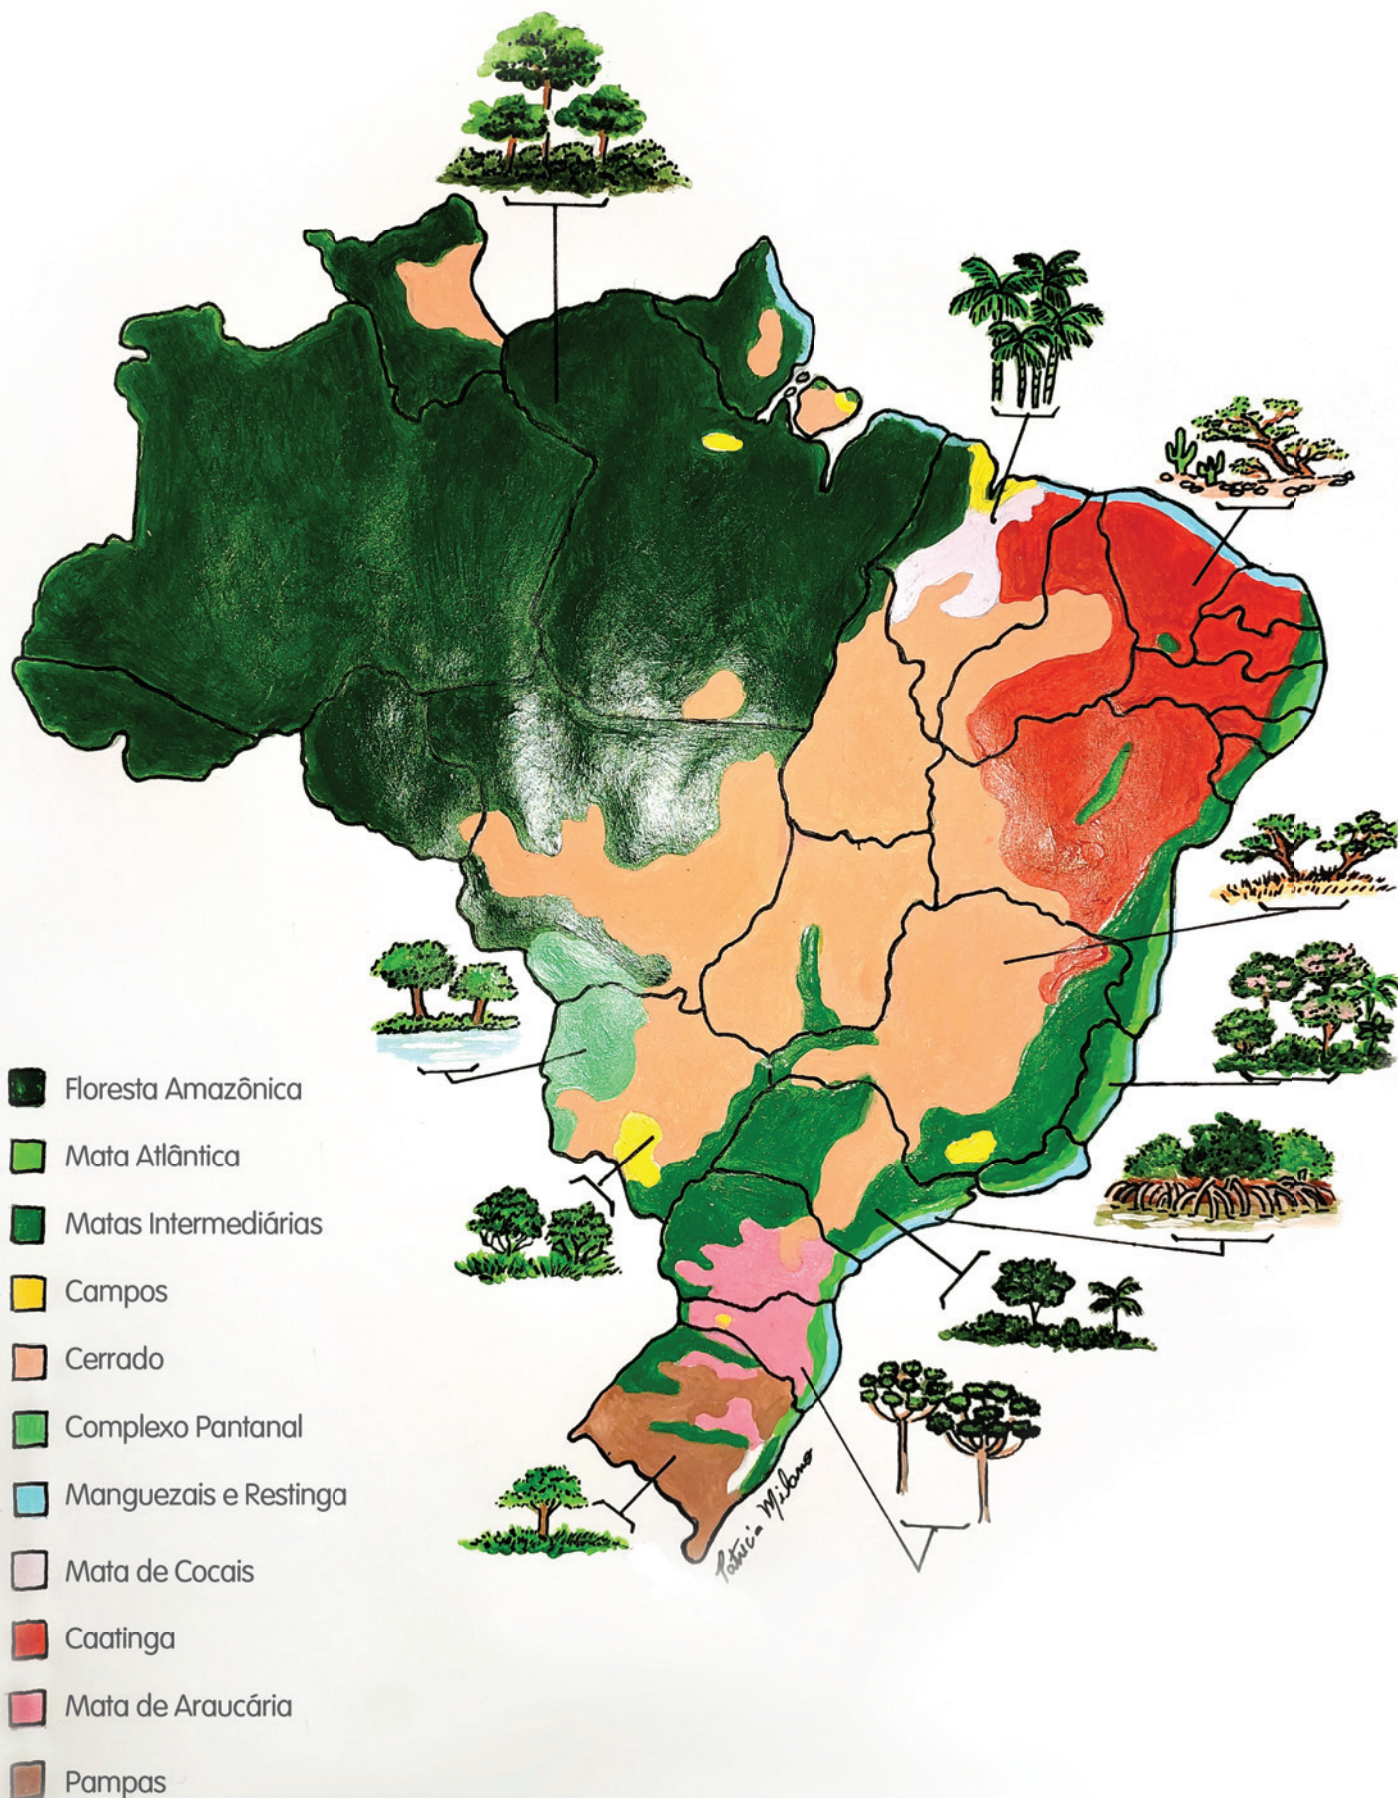 Floresta Amazônica
Mata Atlântica
Matas Intermediárias
Campos
Cerrado
Complexo Pantanal
Manguezais e Restinga
Mata de Cocais
Caatinga
Mata de Araucária
Pampas
Patricia Milano